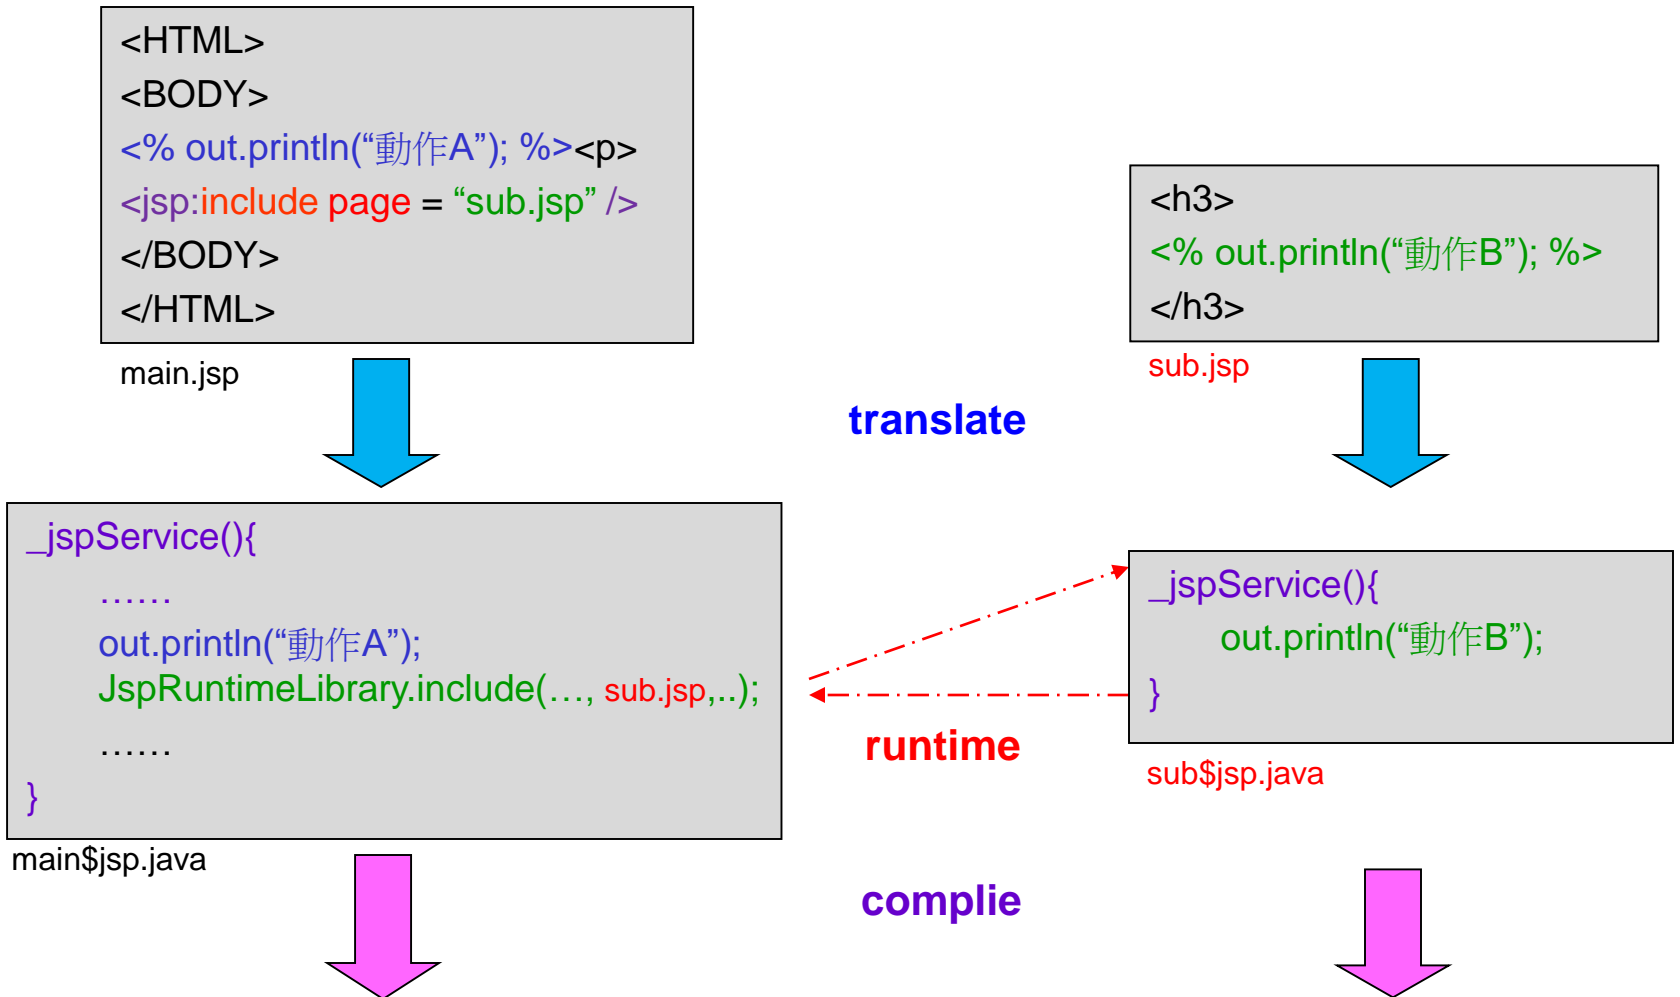 <HTML>
<BODY>
<% out.println(“動作A”); %><p>
<jsp:include page = “sub.jsp” />
</BODY>
</HTML>
main.jsp
<h3>
<% out.println(“動作B”); %>
</h3>
sub.jsp
translate
_jspService(){
……
out.println(“動作A”);
JspRuntimeLibrary.include(…, sub.jsp,..);
……
}
main$jsp.java
_jspService(){
out.println(“動作B”);
}
sub$jsp.java
runtime
complie